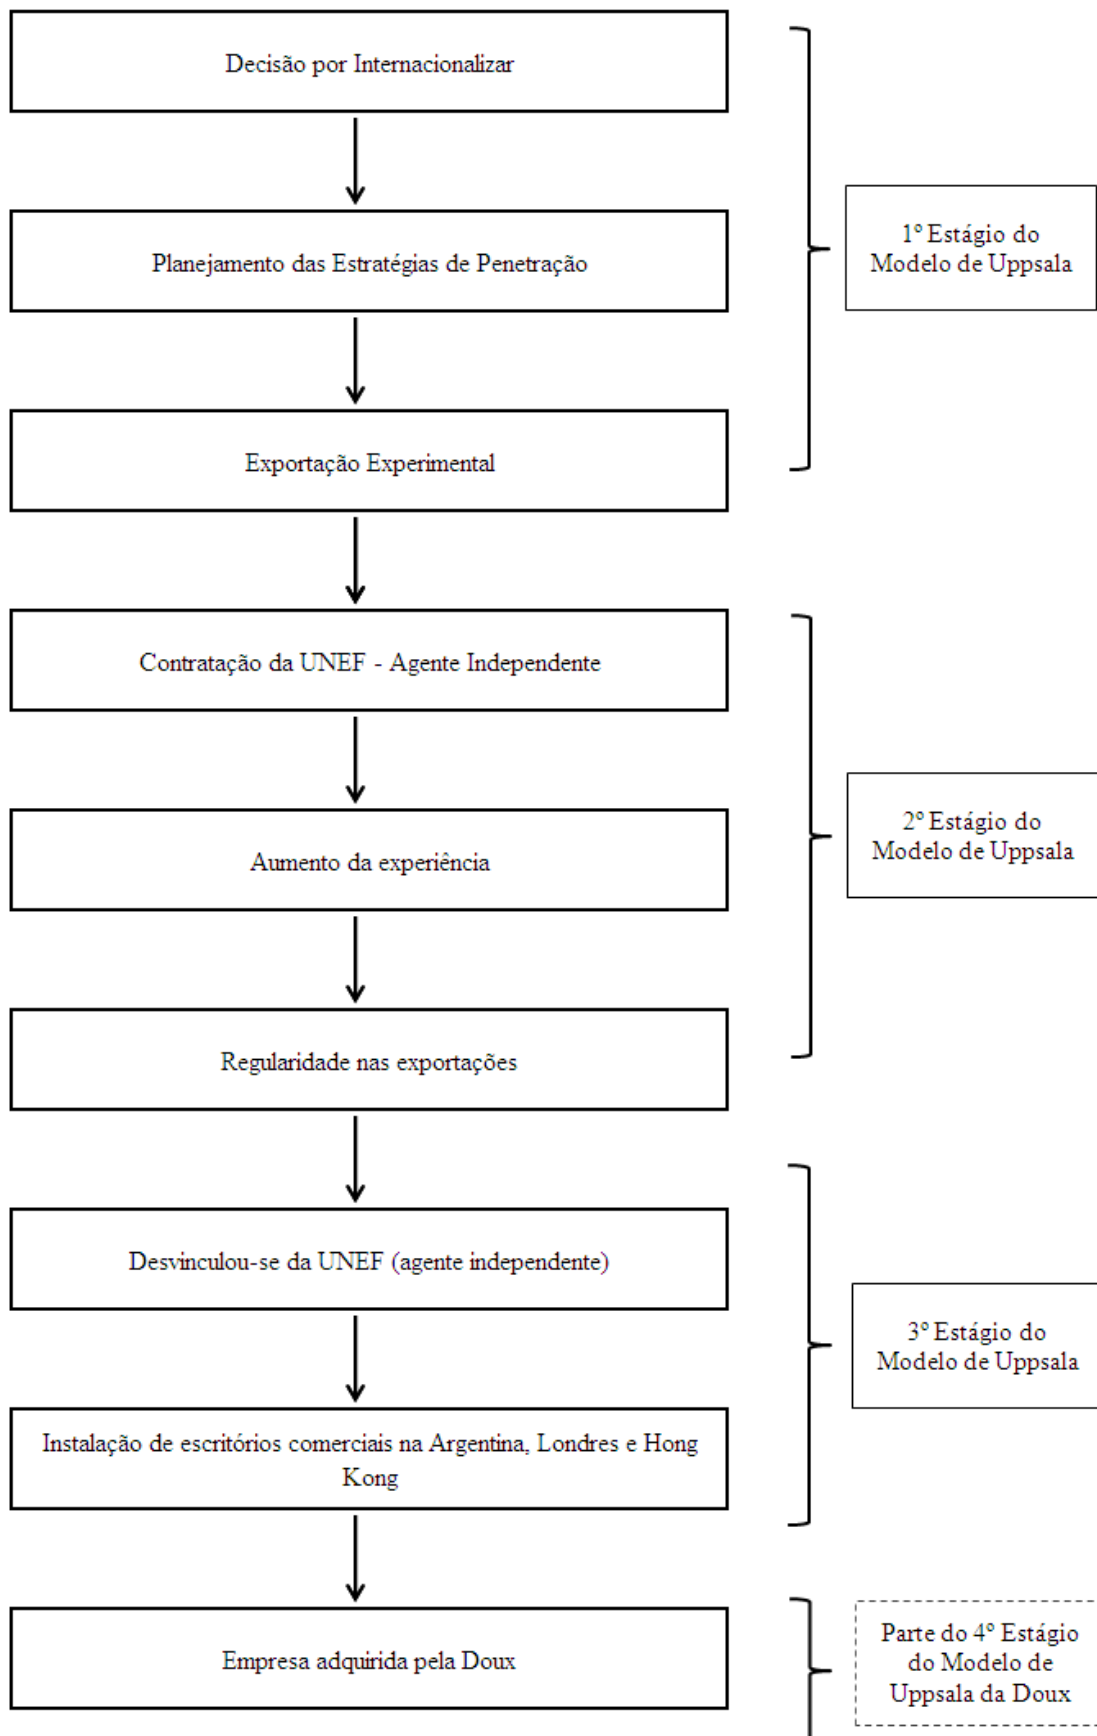 Decisão por Internacionalizar
Planejamento das Estratégias de Penetração
1º Estágio do
Modelo de Uppsala
Exportação Experimental
Contratação da UNEF - Agente Independente
Aumento da experiência
2º Estágio do
Modelo de Uppsala
Regularidade nas exportações
Desvinculou-se da UNEF (agente independente)
3º Estágio do
Modelo de Uppsala
Instalação de escritórios comerciais na Argentina, Londres e Hong
Kong
Empresa adquirida pela Doux
Parte do 4º Estágio
do Modelo de
Uppsala da Doux